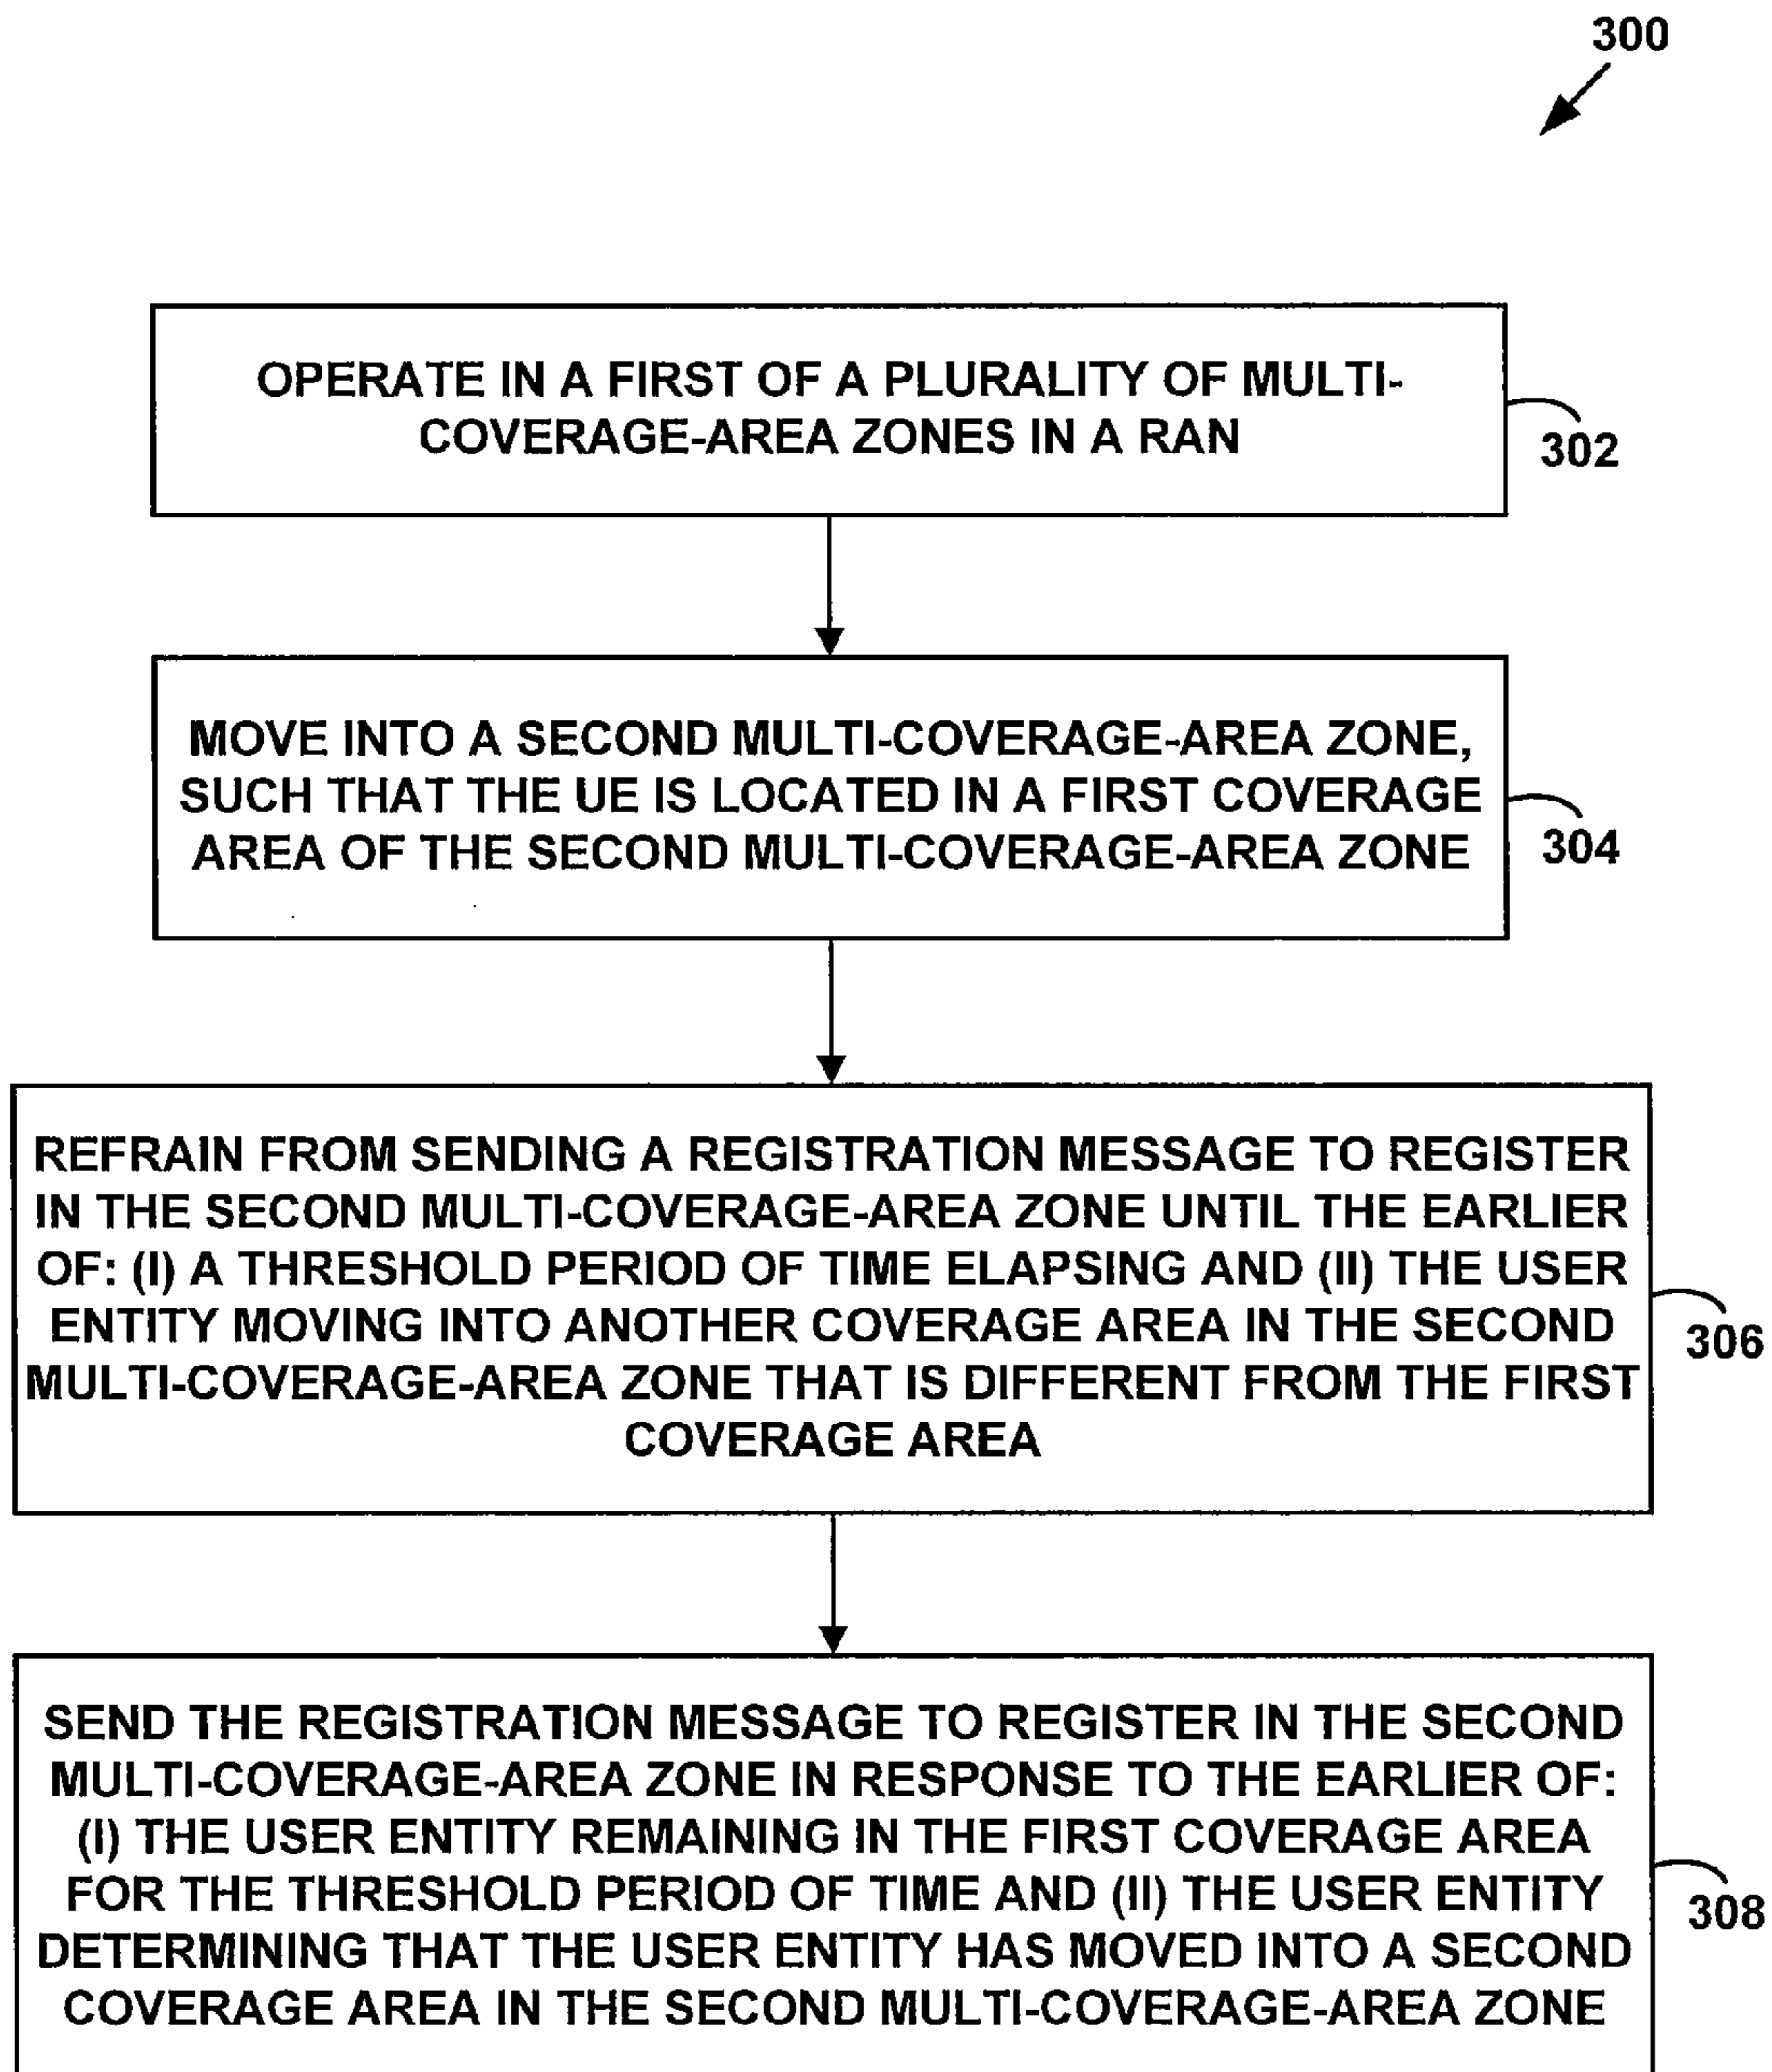 300
OPERATE IN A FIRST OF A PLURALITY OF MULTI-
COVERAGE-AREA ZONES IN A RAN
302
MOVE INTO A SECOND MULTI-COVERAGE-AREA ZONE,
SUCH THAT THE UE IS LOCATED IN A FIRST COVERAGE
AREA OF THE SECOND MULTI-COVERAGE-AREA ZONE
304
REFRAIN FROM SENDING A REGISTRATION MESSAGE TO REGISTER
IN THE SECOND MULTI-COVERAGE-AREA ZONE UNTIL THE EARLIER
OF: (I) A THRESHOLD PERIOD OF TIME ELAPSING AND (II) THE USER
ENTITY MOVING INTO ANOTHER COVERAGE AREA IN THE SECOND
MULTI-COVERAGE-AREA ZONE THAT IS DIFFERENT FROM THE FIRST
COVERAGE AREA
306
SEND THE REGISTRATION MESSAGE TO REGISTER IN THE SECOND
MULTI-COVERAGE-AREA ZONE IN RESPONSE TO THE EARLIER OF:
(I) THE USER ENTITY REMAINING IN THE FIRST COVERAGE AREA
FOR THE THRESHOLD PERIOD OF TIME AND (II) THE USER ENTITY
DETERMINING THAT THE USER ENTITY HAS MOVED INTO A SECOND
COVERAGE AREA IN THE SECOND MULTI-COVERAGE-AREA ZONE
308